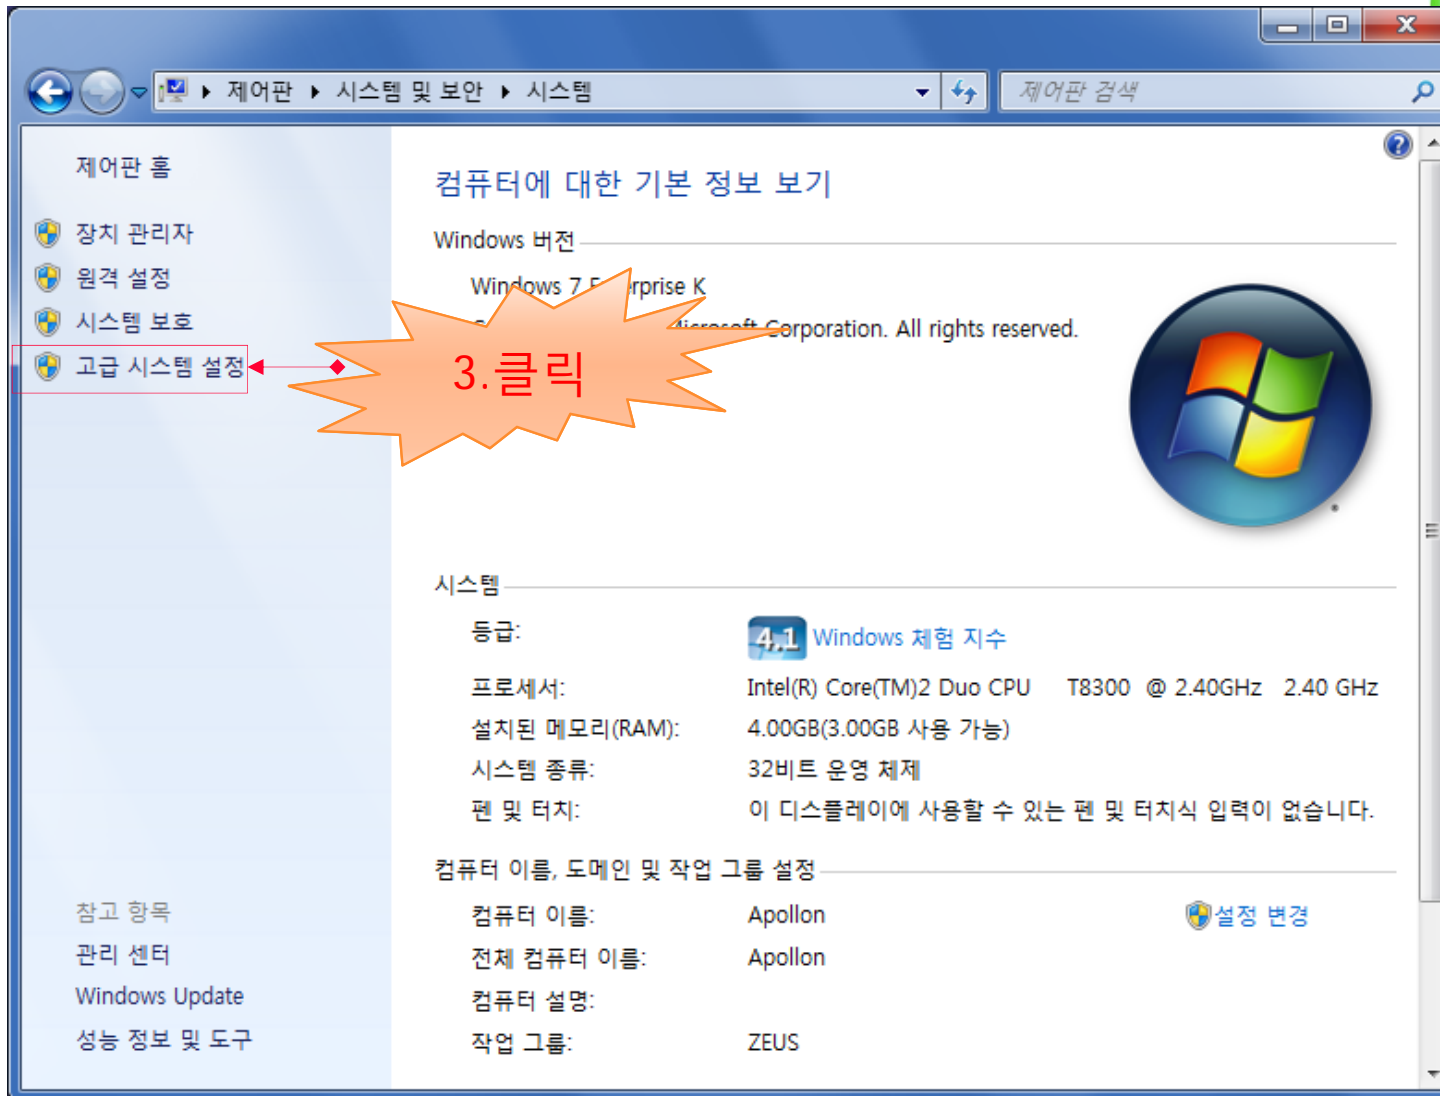 제어판 ▸ 시스템 및 보안 ▸ 시스템
제어판 검색
제어판 홈
장치 관리자
원격 설정
시스템 보호
고급 시스템 설정
3.클릭
컴퓨터에 대한 기본 정보 보기
Windows 버전
Windows 7 Enterprise K
Microsoft Corporation. All rights reserved.
시스템
등급:
4,1 Windows 체험 지수
프로세서: Intel(R) Core(TM)2 Duo CPU T8300 @ 2.40GHz 2.40 GHz
설치된 메모리(RAM): 4.00GB(3.00GB 사용 가능)
시스템 종류: 32비트 운영 체제
펜 및 터치: 이 디스플레이에 사용할 수 있는 펜 및 터치식 입력이 없습니다.
컴퓨터 이름, 도메인 및 작업 그룹 설정
컴퓨터 이름: Apollon 설정 변경
전체 컴퓨터 이름: Apollon
컴퓨터 설명:
작업 그룹: ZEUS
참고 항목
관리 센터
Windows Update
성능 정보 및 도구